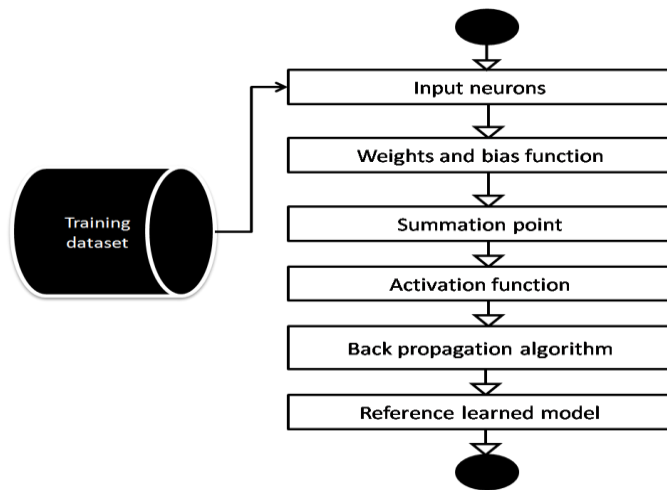 Input neurons
Weights and bias function
Training
dataset
Summation point
Activation function
Back propagation algorithm
Reference learned model